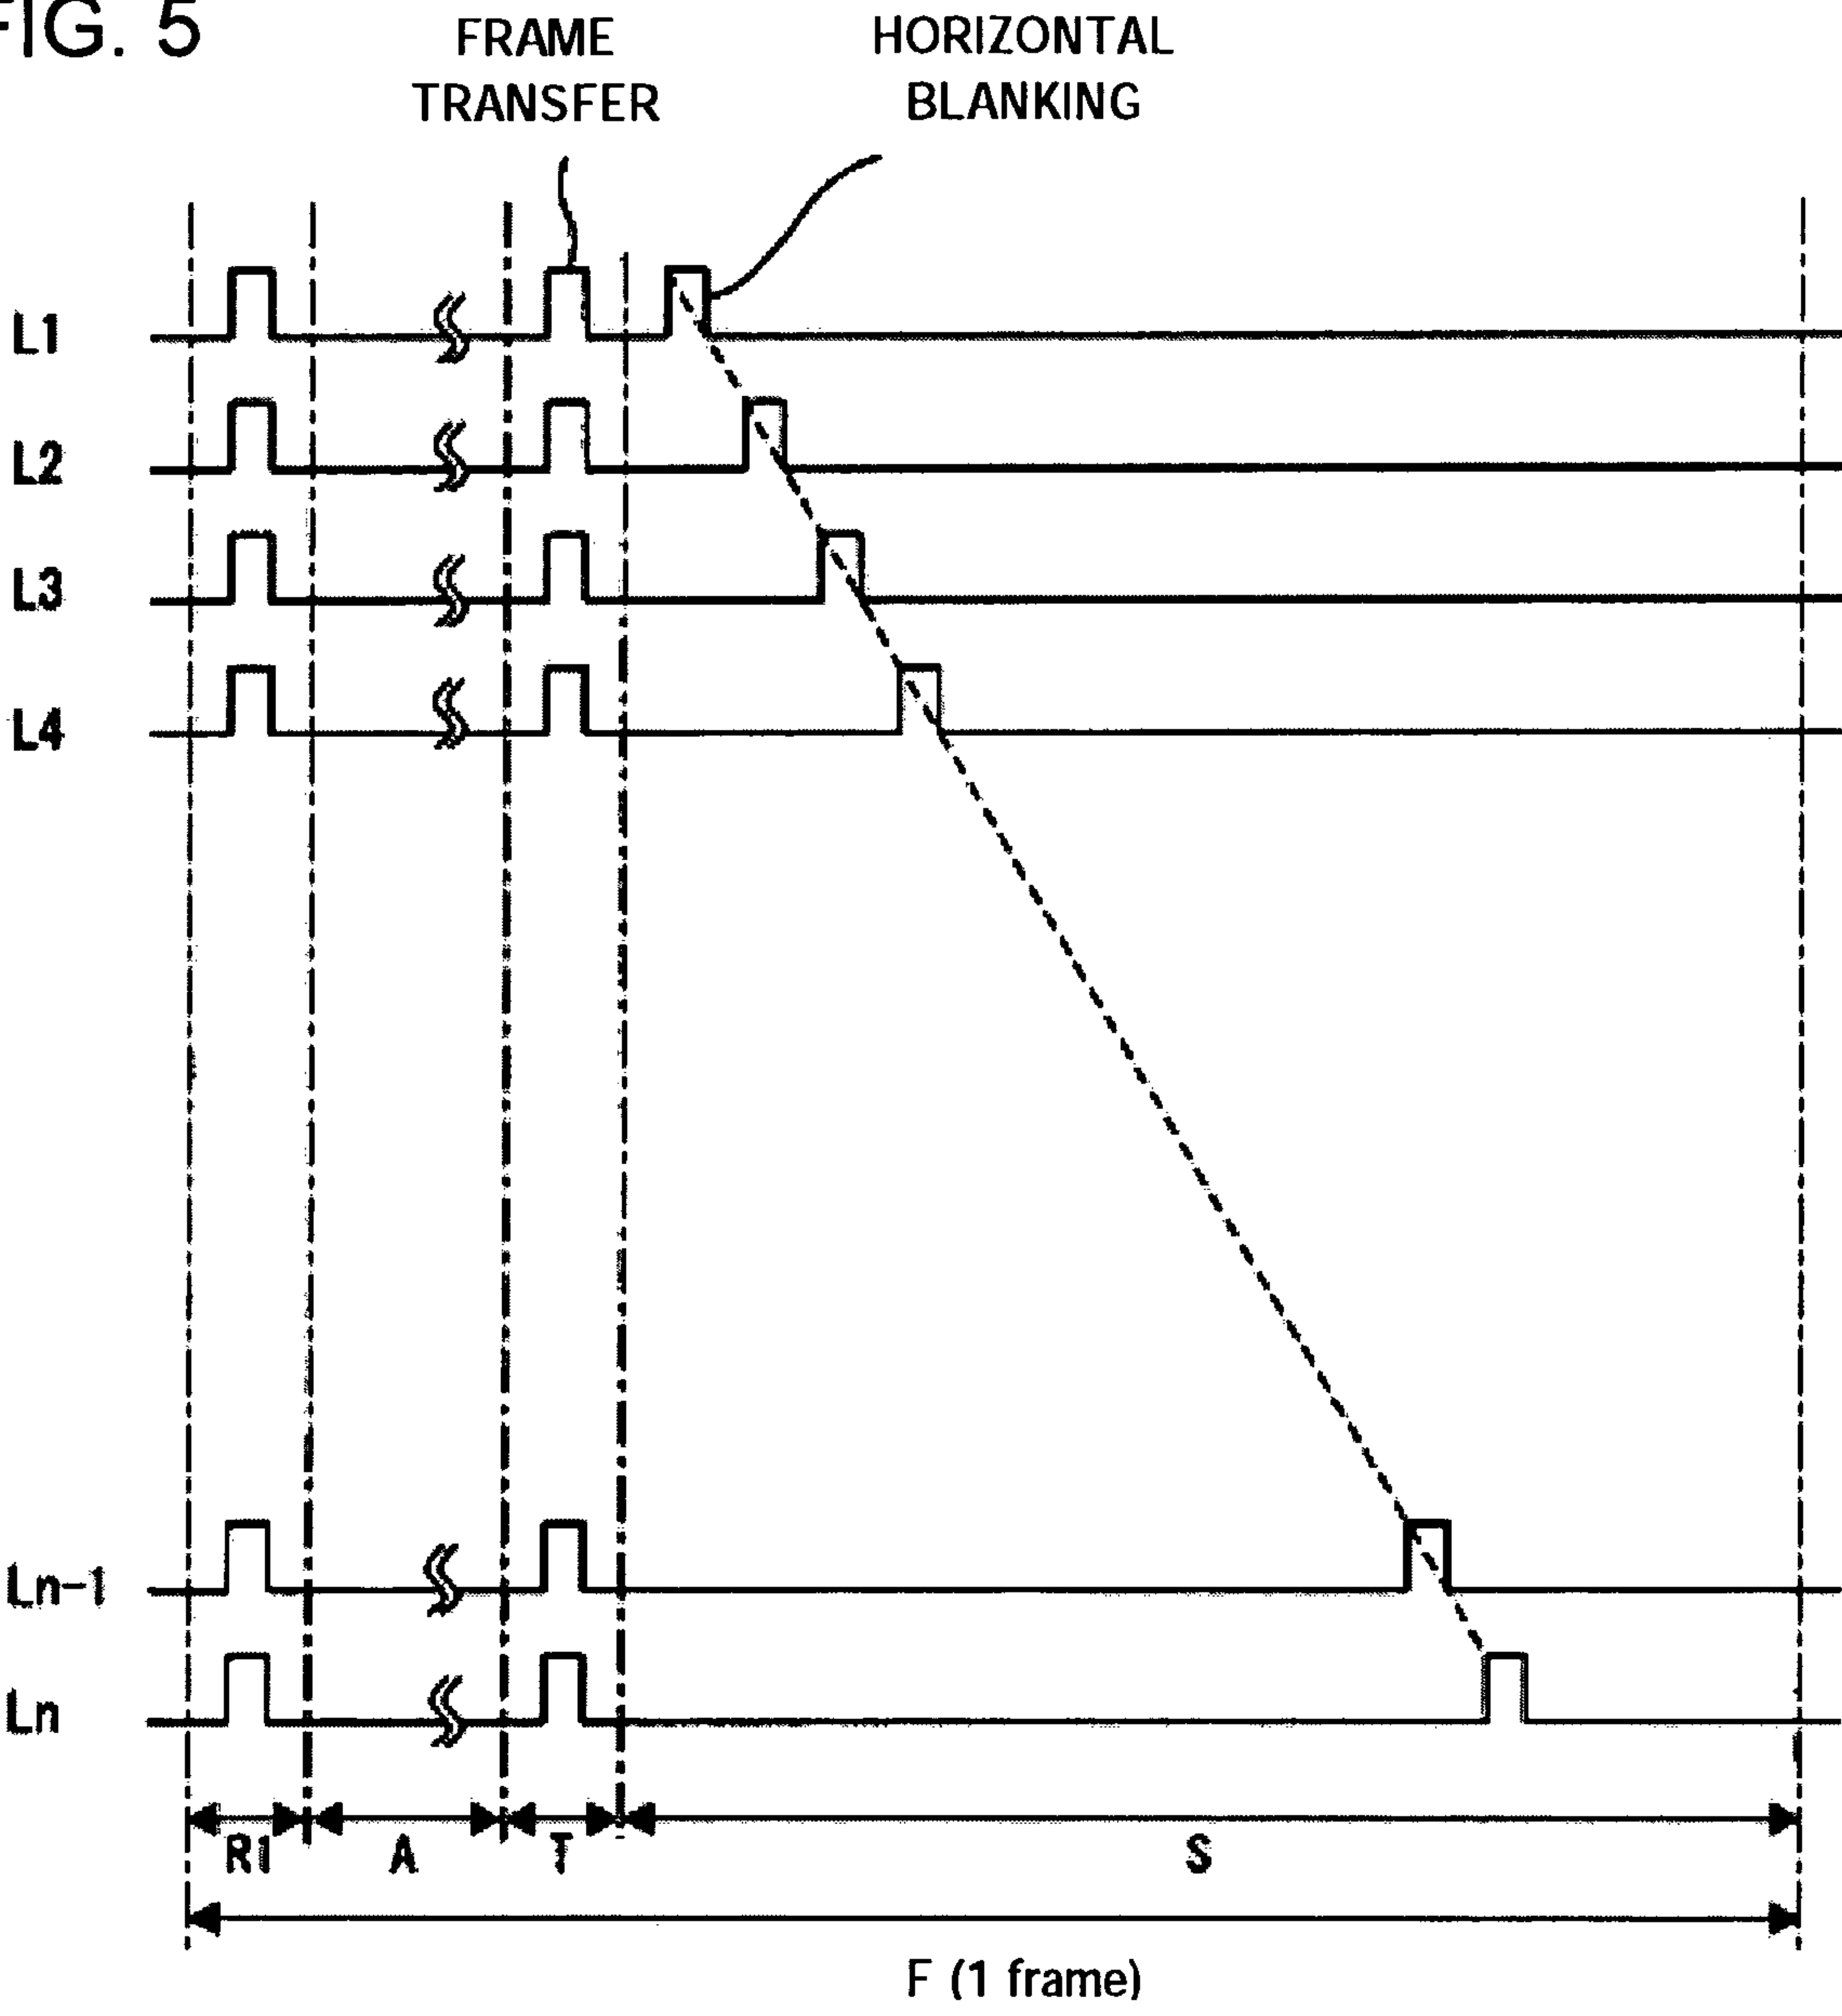 FIG. 5
FRAME
TRANSFER
HORIZONTAL
BLANKING
L1
L2
L3
L4
Ln-1
Ln
R1
A
T
S
F (1 frame)